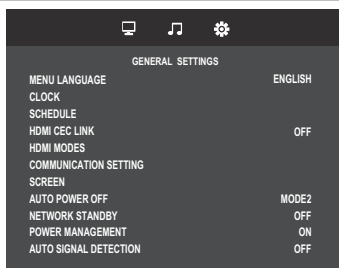 GENERAL SETTINGS
MENU LANGUAGE ENGLISH
CLOCK
SCHEDULE
HDMI CEC LINK OFF
HDMI MODES
COMMUNICATION SETTING
SCREEN
AUTO POWER OFF MODE2
NETWORK STANDBY OFF
POWER MANAGEMENT ON
AUTO SIGNAL DETECTION OFF